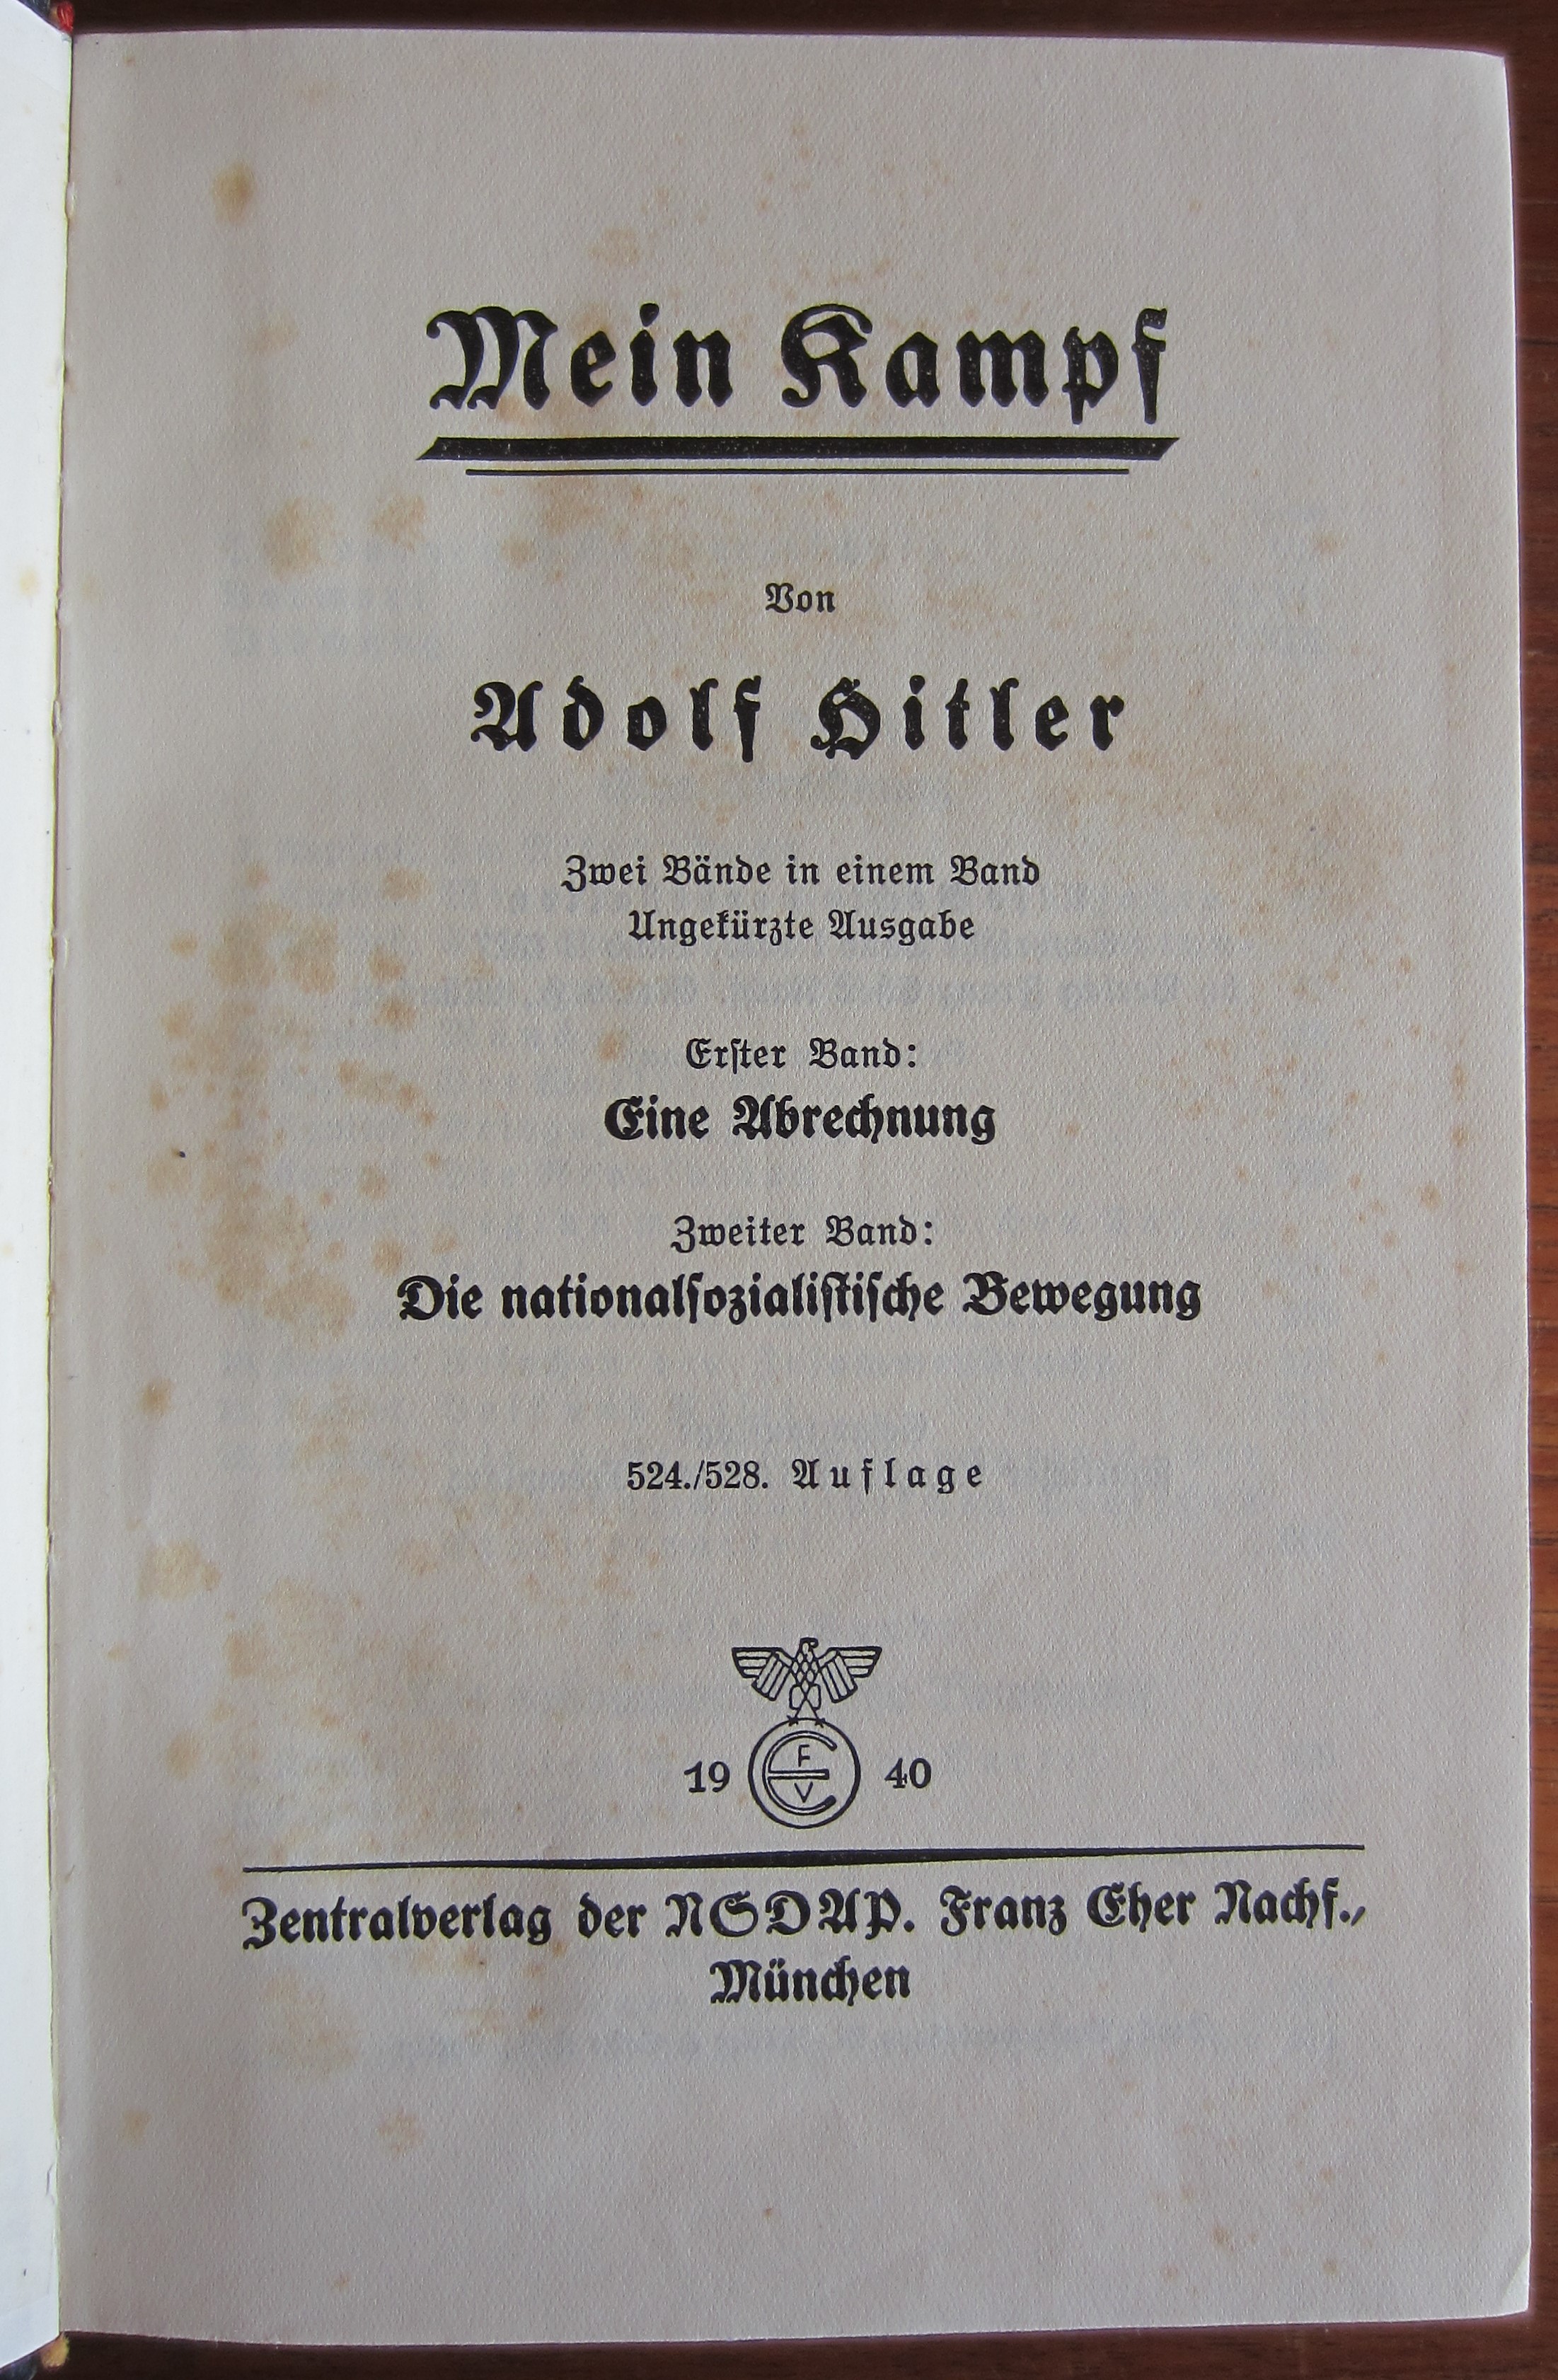 Mein Kampf
Von
Adolf Hitler
Zwei Bände in einem Band
Ungekürzte Ausgabe
Erſter Band:
Eine Abrechnung
Zweiter Band:
Die nationalſozialiſtiſche Bewegung
524./528. Auflage
F
19 E 40
V
Zentralverlag der NSDAP. Franz Eher Nachf.,
München